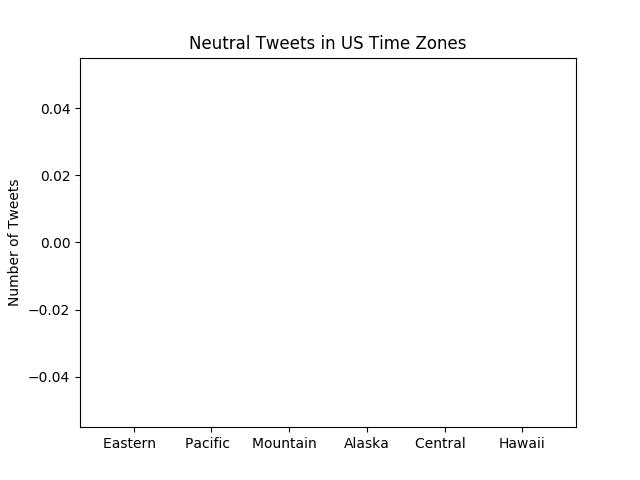 Neutral Tweets in US Time Zones
Number of Tweets
0.04
0.02
0.00
−0.02
−0.04
Eastern Pacific Mountain Alaska Central Hawaii